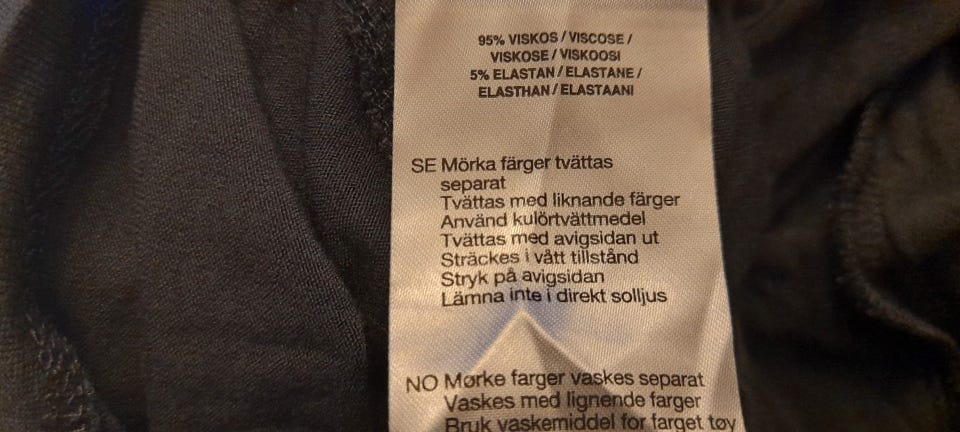 95% VISKOS / VISCOSE /
VISKOSE / VISKOOSI
5% ELASTAN / ELASTANE /
ELASTHAN / ELASTAANI
SE Mörka färger tvättas
separat
Tvättas med liknande färger
Använd kulörtvättmedel
Tvättas med avigsidan ut
Sträckes i vått tillstånd
Stryk på avigsidan
Lämna inte i direkt solljus
NO Mørke farger vaskes separat
Vaskes med lignende farger
Bruk vaskemiddel for farget tøy